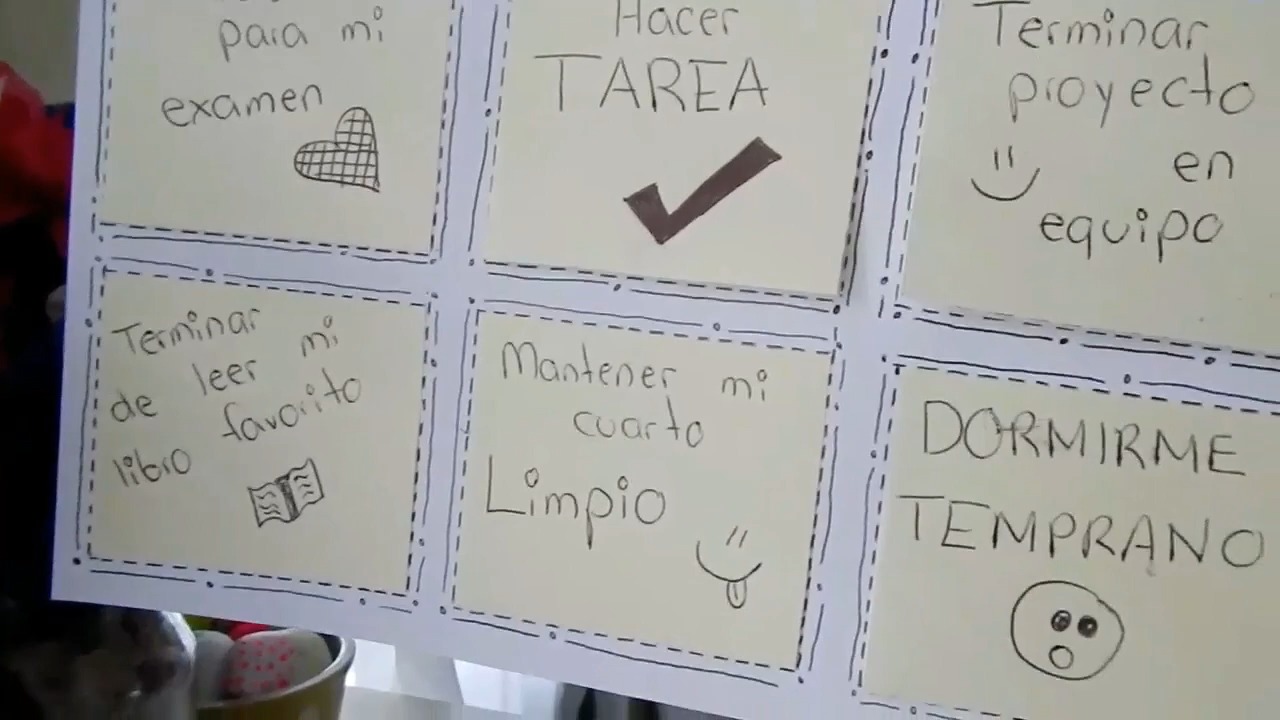 para mi
examen
Hacer
TAREA
Terminar
proyecto
en
equipo
Terminar
de leer mi
libro favorito
Mantener mi
cuarto
Limpio
DORMIRME
TEMPRANO